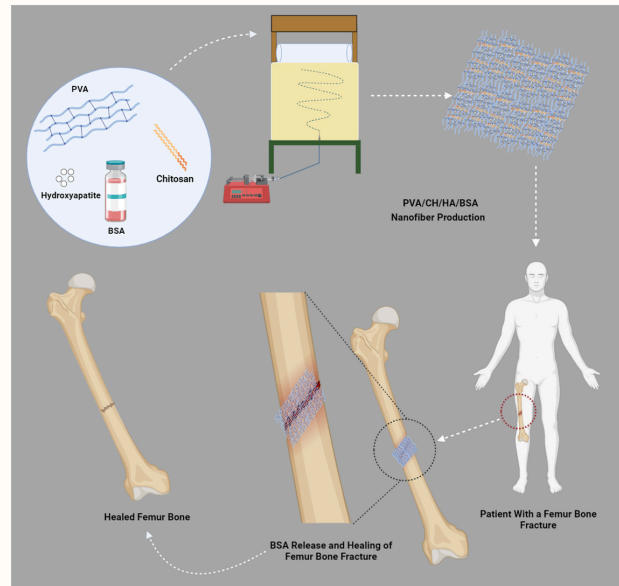 PVA
Chitosan
Hydroxyapatite
BSA
PVA/CH/HA/BSA
Nanofiber Production
Patient With a Femur Bone
Fracture
BSA Release and Healing of
Femur Bone Fracture
Healed Femur Bone